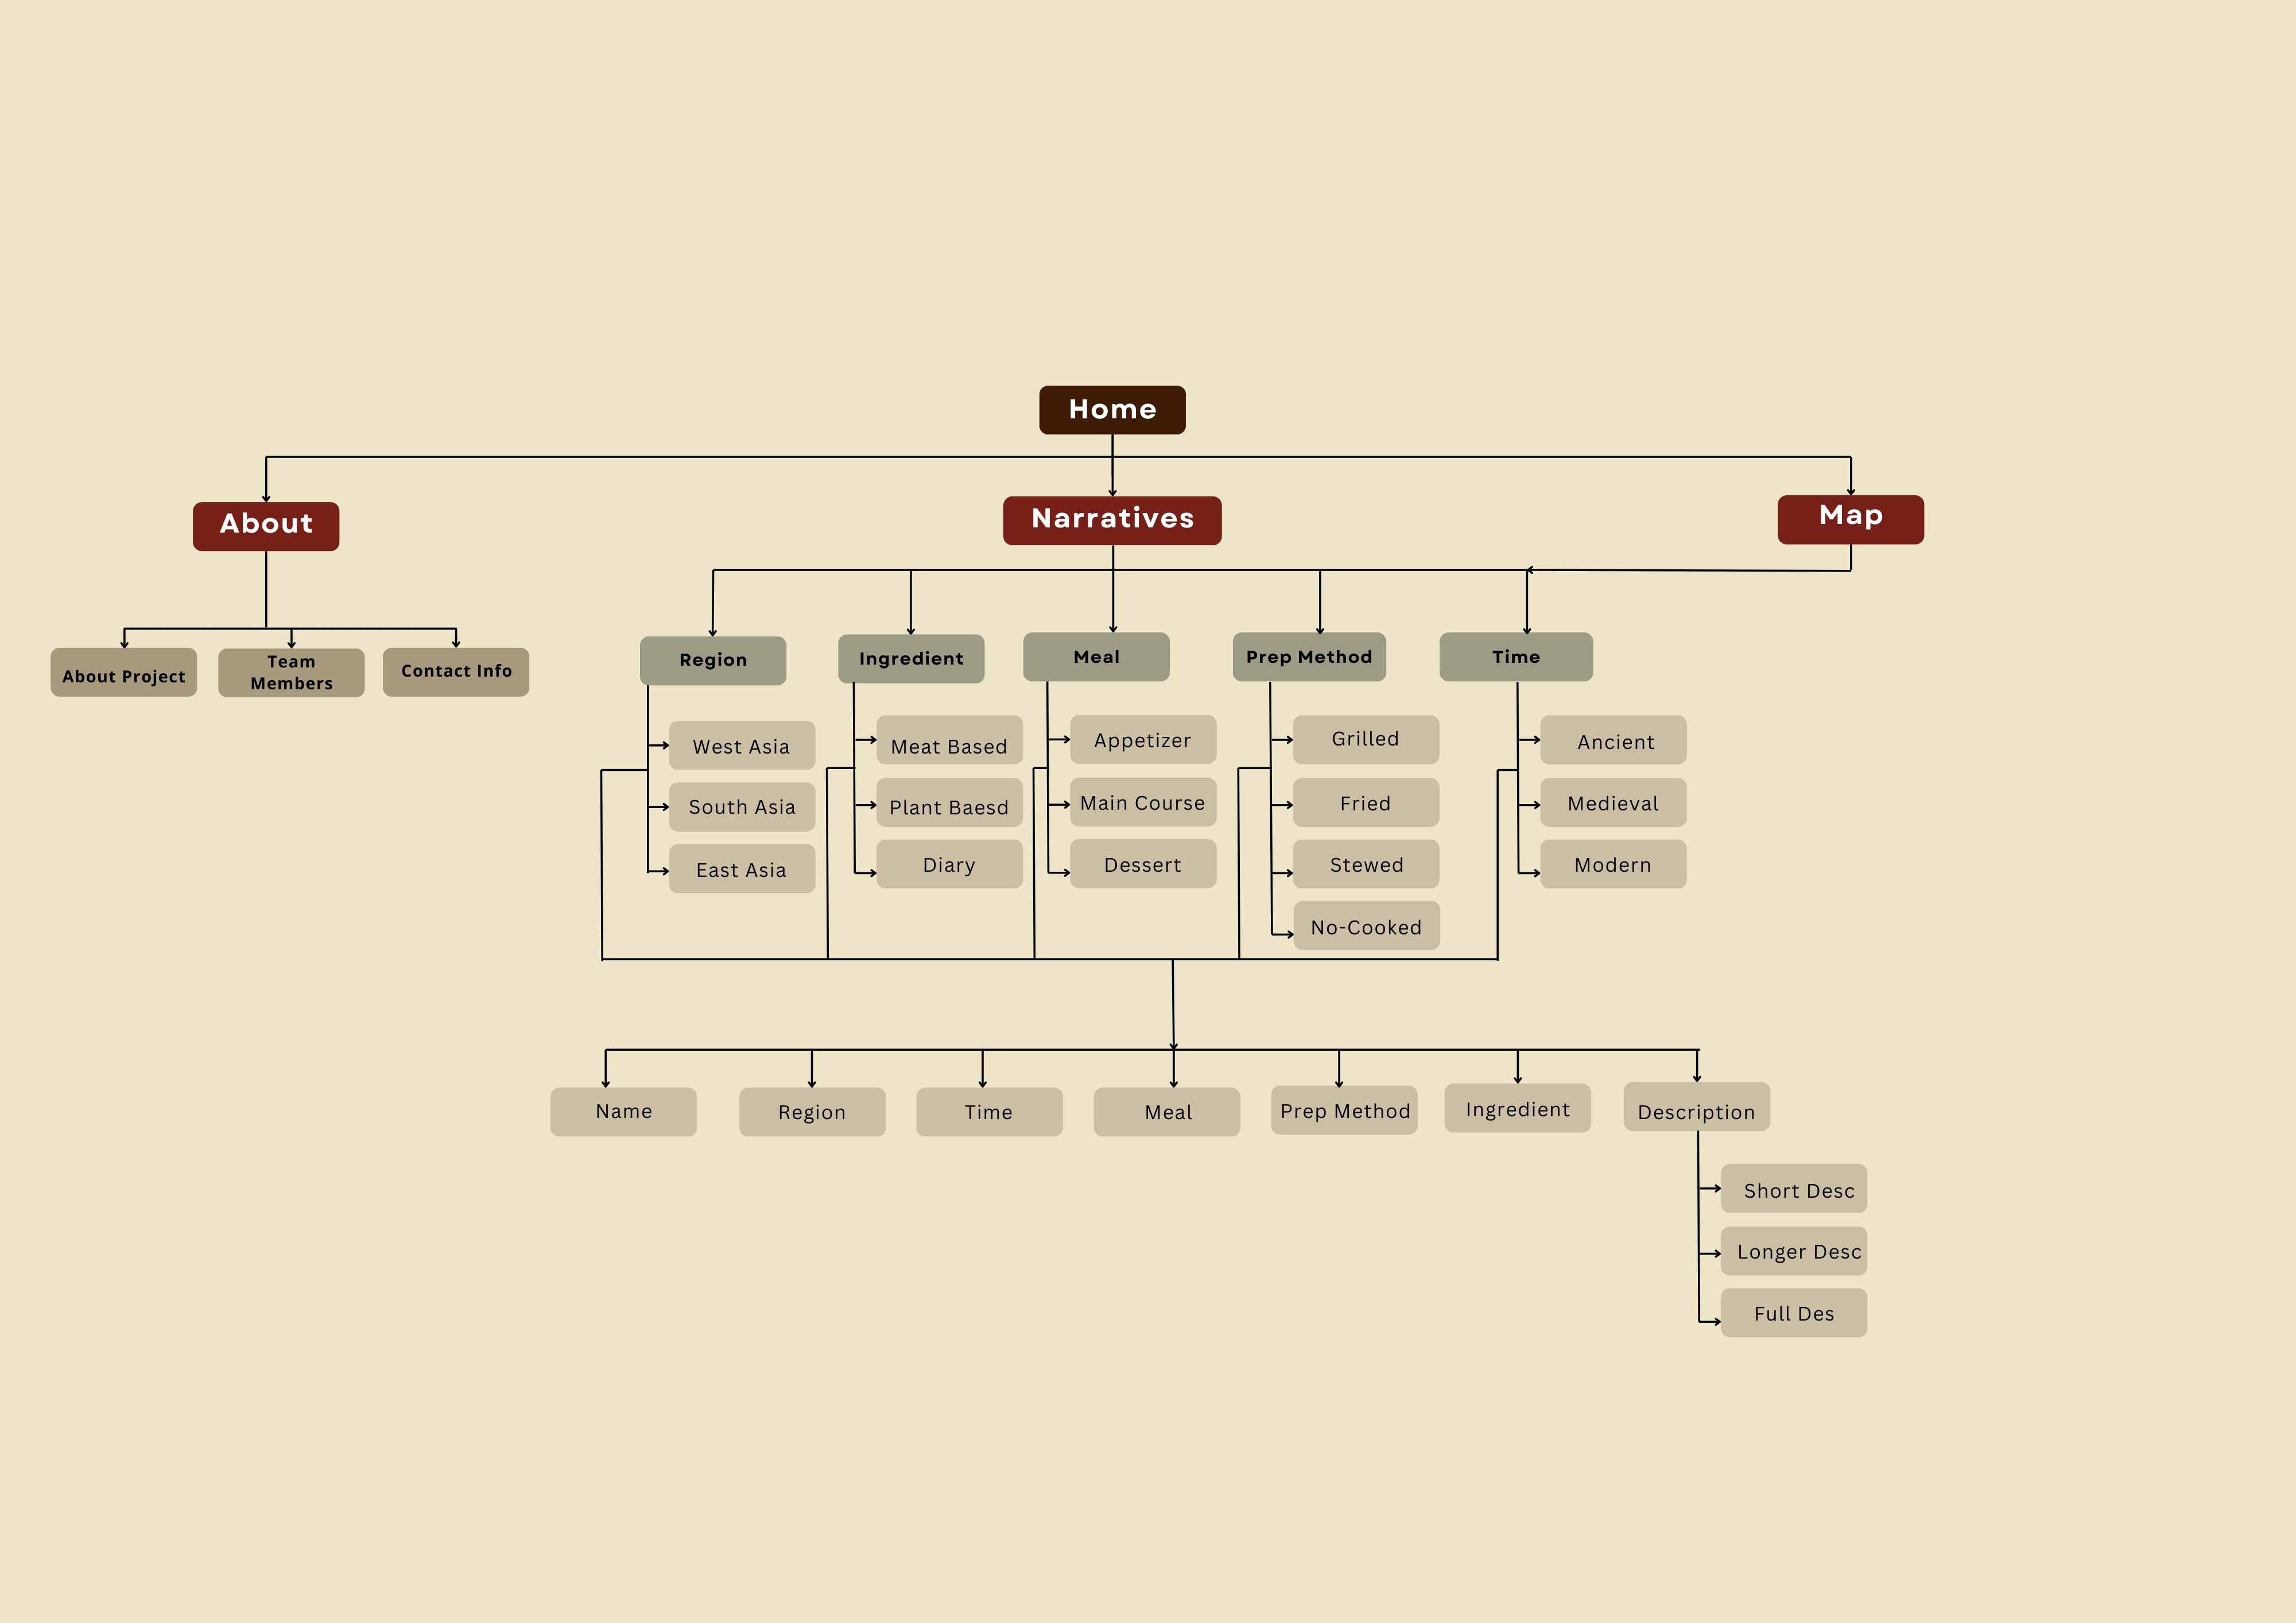 Home
About
Narratives
Map
About Project
Team
Members
Contact Info
Region
Ingredient
Meal
Prep Method
Time
West Asia
South Asia
East Asia
Meat Based
Plant Baesd
Diary
Appetizer
Main Course
Dessert
Grilled
Fried
Stewed
No-Cooked
Ancient
Medieval
Modern
Name
Region
Time
Meal
Prep Method
Ingredient
Description
Short Desc
Longer Desc
Full Des